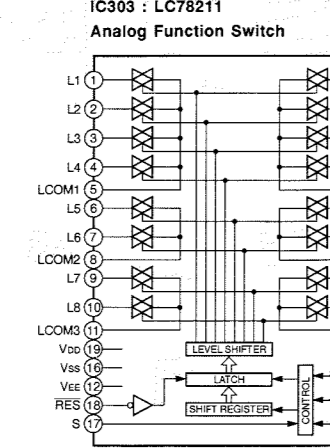 IC303 : LC78211
Analog Function Switch
L1 1
L2 2
L3 3
L4 4
LCOM1 5
L5 6
L6 7
LCOM2 8
L7 9
L8 10
LCOM3 11
VDD 19
VSS 16
VEE 12
RES 18
S 17
LEVEL SHIFTER
LATCH
SHIFT REGISTER
CONTROL